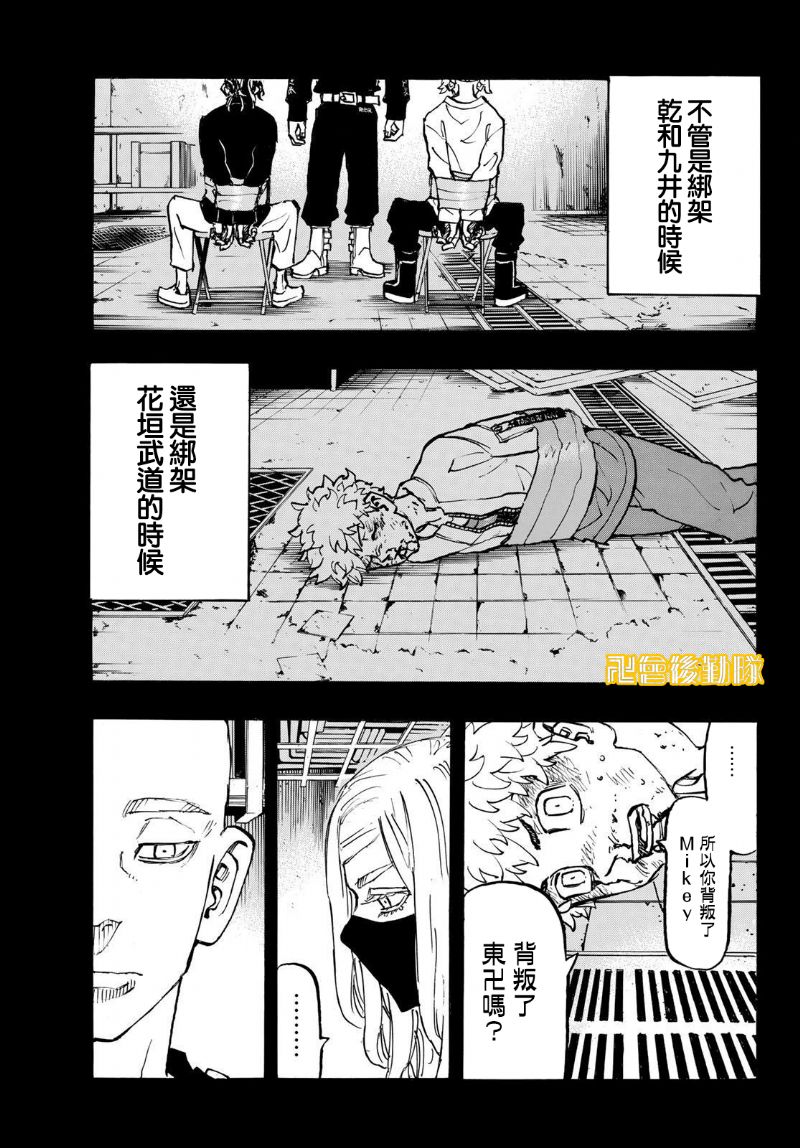 不管是綁架
乾和九井的時候
還是綁架
花垣武道的時候
卍會後勤隊
……
所以你背叛了
Mikey
背叛了
東卍嗎？
………